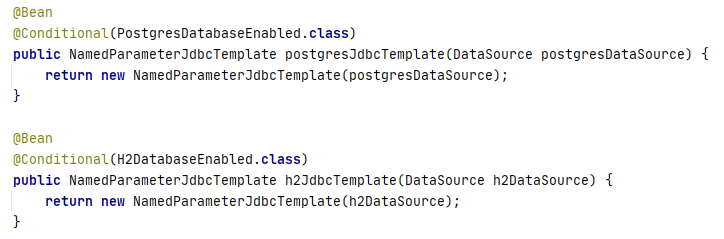 @Bean
@Conditional(PostgresDatabaseEnabled.class)
public NamedParameterJdbcTemplate postgresJdbcTemplate(DataSource postgresDataSource) {
    return new NamedParameterJdbcTemplate(postgresDataSource);
}

@Bean
@Conditional(H2DatabaseEnabled.class)
public NamedParameterJdbcTemplate h2JdbcTemplate(DataSource h2DataSource) {
    return new NamedParameterJdbcTemplate(h2DataSource);
}